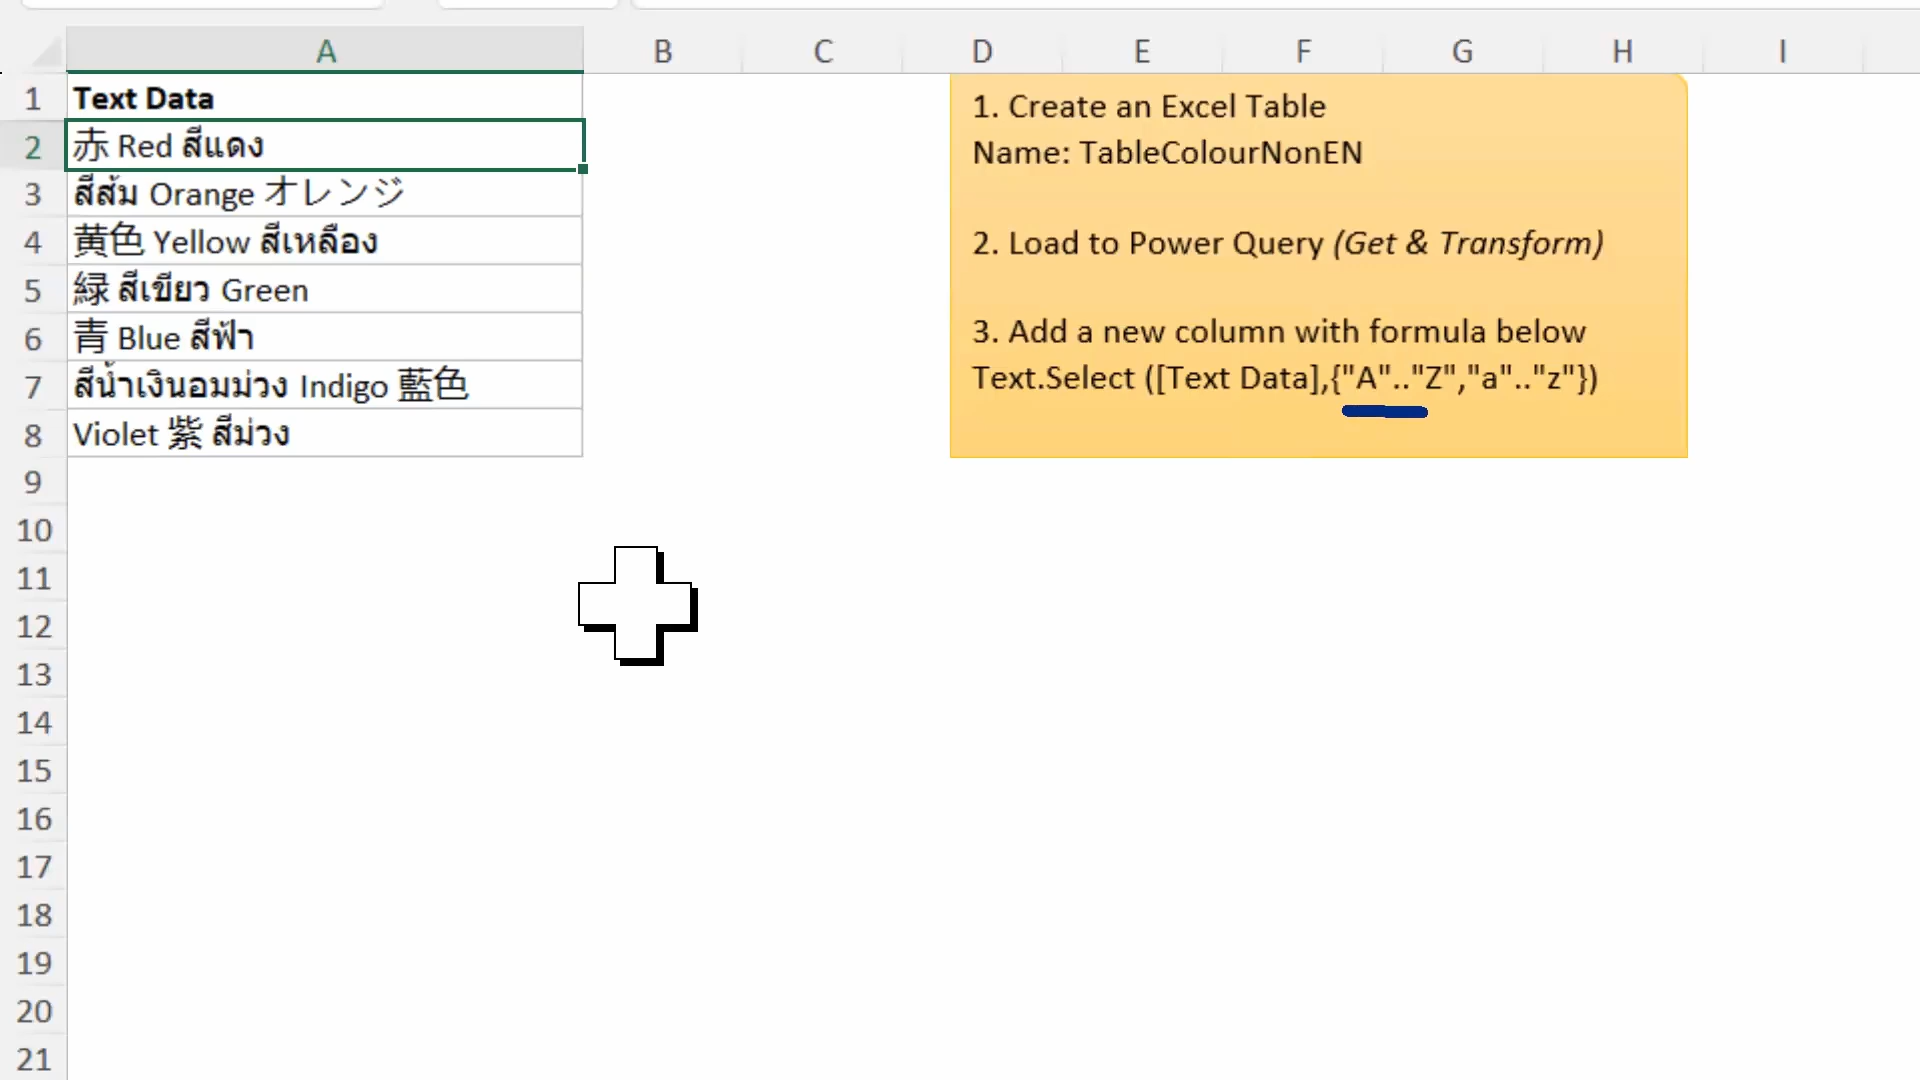 A B C D E F G H I
1 Text Data
2 赤 Red สีแดง
3 สีส้ม Orange オレンジ
4 黄色 Yellow สีเหลือง
5 緑 สีเขียว Green
6 青 Blue สีฟ้า
7 สีน้ำเงินอมม่วง Indigo 藍色
8 Violet 紫 สีม่วง
9
10
11
12
13
14
15
16
17
18
19
20
21
1. Create an Excel Table
Name: TableColourNonEN
2. Load to Power Query (Get & Transform)
3. Add a new column with formula below
Text.Select ([Text Data],{"A".."Z","a".."z"})